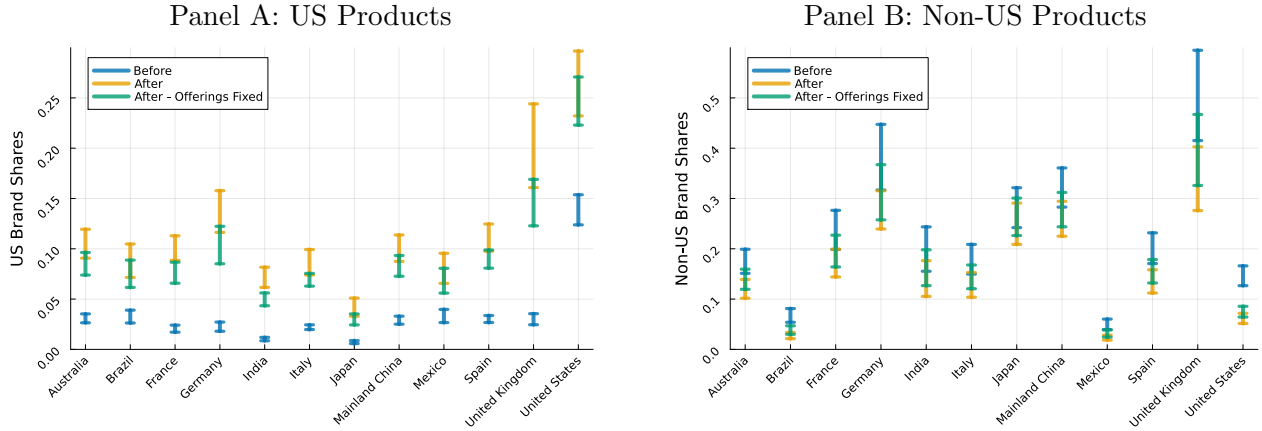 Panel A: US Products
US Brand Shares
0.25
0.20
0.15
0.10
0.05
0.00
Before
After
After - Offerings Fixed
Australia
Brazil
France
Germany
India
Italy
Japan
Mainland China
Mexico
Spain
United Kingdom
United States
Panel B: Non-US Products
Non-US Brand Shares
0.5
0.4
0.3
0.2
0.1
0.0
Before
After
After - Offerings Fixed
Australia
Brazil
France
Germany
India
Italy
Japan
Mainland China
Mexico
Spain
United Kingdom
United States